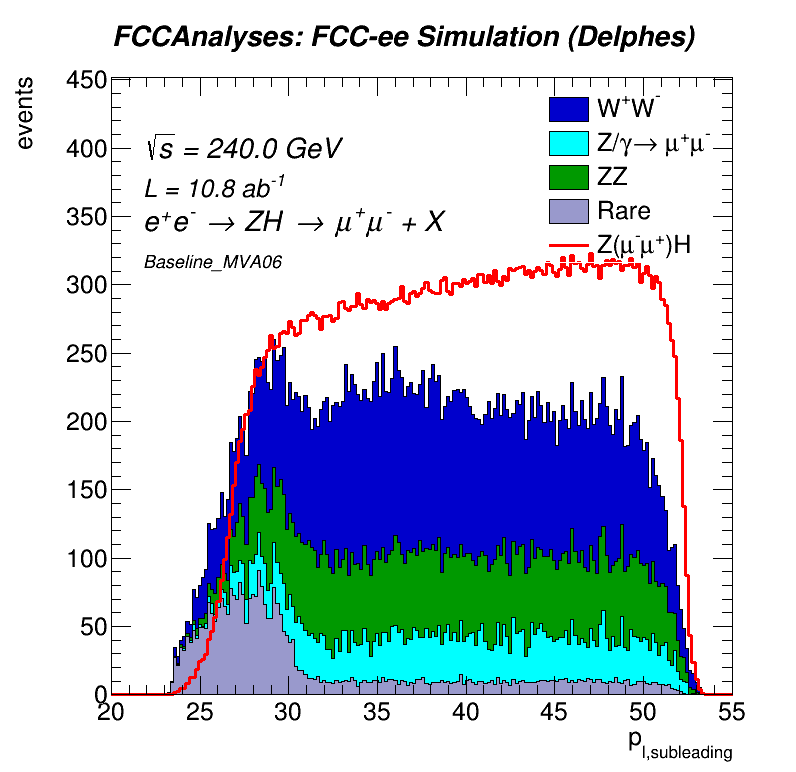 FCCAnalyses: FCC-ee Simulation (Delphes)
events
450
400
350
300
250
200
150
100
50
0
√s = 240.0 GeV
L = 10.8 ab⁻¹
e⁺e⁻ → ZH → μ⁺μ⁻ + X
Baseline_MVA06
W⁺W⁻
Z/γ→ μ⁺μ⁻
ZZ
Rare
Z(μ⁻μ⁺)H
20 25 30 35 40 45 50 55
p_l,subleading